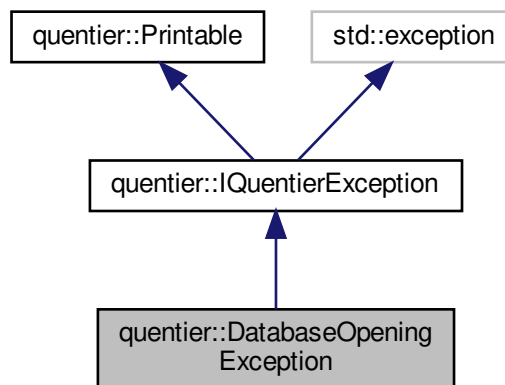 quentier::Printable
std::exception
quentier::IQuentierException
quentier::DatabaseOpening
Exception